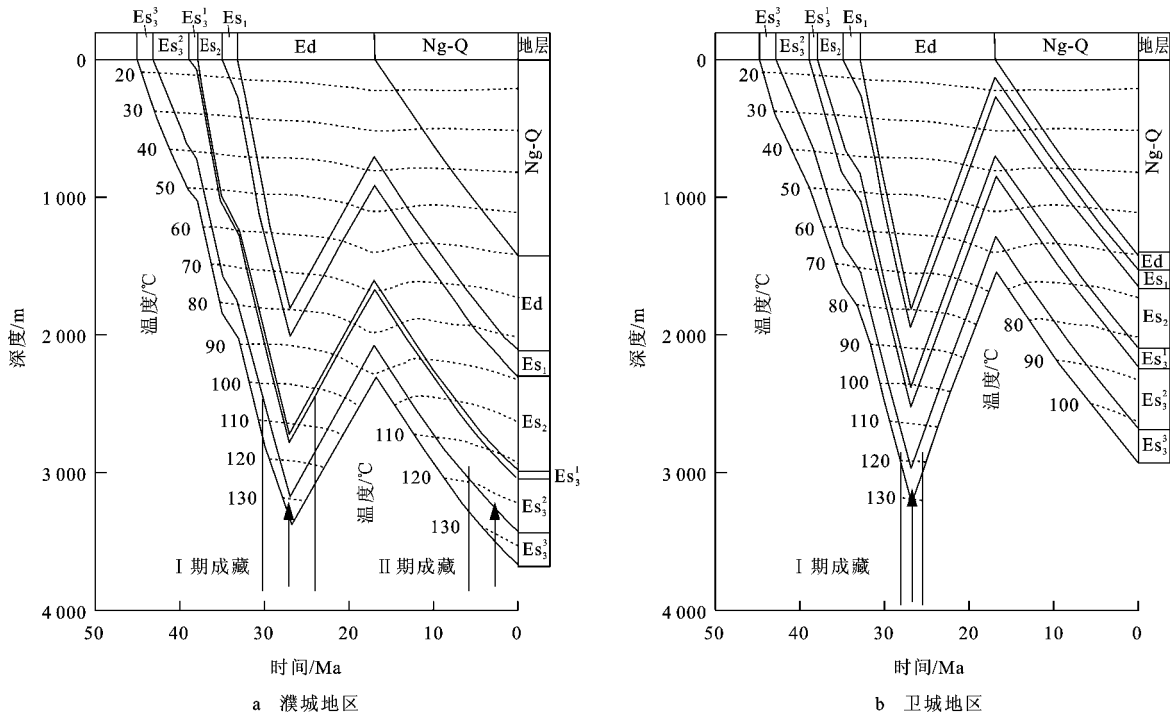 Es₃³ Es₃¹ Es₁
Es₃² Es₂ Ed Ng-Q 地层
0
1 000
2 000
3 000
4 000
深度/m
20
30
40
50
60
70
80
90
100
110
120
130
温度/℃
110
120
130
温度/℃
Ng-Q
Ed
Es₁
Es₂
Es₃¹
Es₃²
Es₃³
Ⅰ期成藏 Ⅱ期成藏
50 40 30 20 10 0
时间/Ma
a 濮城地区
Es₃³ Es₃¹ Es₁
Es₃² Es₂ Ed Ng-Q 地层
0
1 000
2 000
3 000
4 000
深度/m
20
30
40
50
60
70
80
90
100
110
120
130
温度/℃
80
90
100
温度/℃
Ng-Q
Ed
Es₁
Es₂
Es₃¹
Es₃²
Es₃³
Ⅰ期成藏
50 40 30 20 10 0
时间/Ma
b 卫城地区